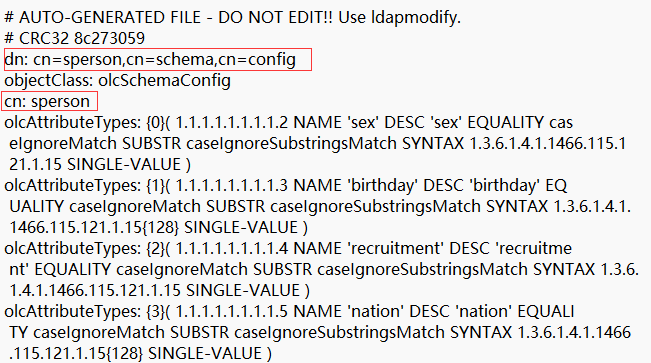 # AUTO-GENERATED FILE - DO NOT EDIT!! Use ldapmodify.
# CRC32 8c273059
dn: cn=sperson,cn=schema,cn=config
objectClass: olcSchemaConfig
cn: sperson
olcAttributeTypes: {0}( 1.1.1.1.1.1.1.1.2 NAME 'sex' DESC 'sex' EQUALITY cas
eIgnoreMatch SUBSTR caseIgnoreSubstringsMatch SYNTAX 1.3.6.1.4.1.1466.115.1
21.1.15 SINGLE-VALUE )
olcAttributeTypes: {1}( 1.1.1.1.1.1.1.1.3 NAME 'birthday' DESC 'birthday' EQ
UALITY caseIgnoreMatch SUBSTR caseIgnoreSubstringsMatch SYNTAX 1.3.6.1.4.1.
1466.115.121.1.15{128} SINGLE-VALUE )
olcAttributeTypes: {2}( 1.1.1.1.1.1.1.1.4 NAME 'recruitment' DESC 'recruitme
nt' EQUALITY caseIgnoreMatch SUBSTR caseIgnoreSubstringsMatch SYNTAX 1.3.6.
1.4.1.1466.115.121.1.15 SINGLE-VALUE )
olcAttributeTypes: {3}( 1.1.1.1.1.1.1.1.5 NAME 'nation' DESC 'nation' EQUALI
TY caseIgnoreMatch SUBSTR caseIgnoreSubstringsMatch SYNTAX 1.3.6.1.4.1.1466
.115.121.1.15{128} SINGLE-VALUE )